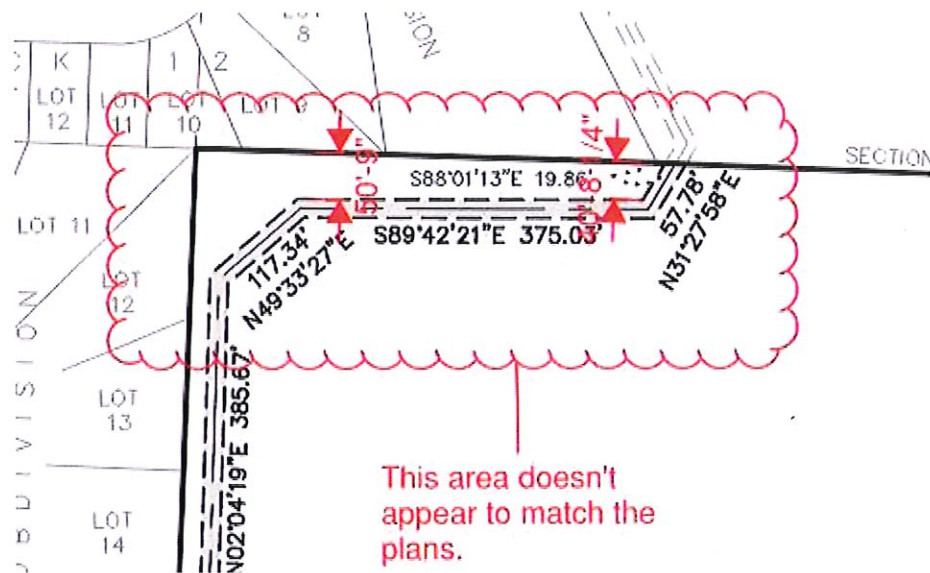 LOT
8
K
1
2
LOT
12
LOT
11
LOT
10
LOT 9
SECTION
50'-9"
S88°01'13"E 19.86'
S89°42'21"E 375.03'
57.78'
N31°27'58"E
117.34'
N49°33'27"E
LOT 11
LOT
12
LOT
13
LOT
14
N02°04'19"E 385.67'
This area doesn't
appear to match the
plans.